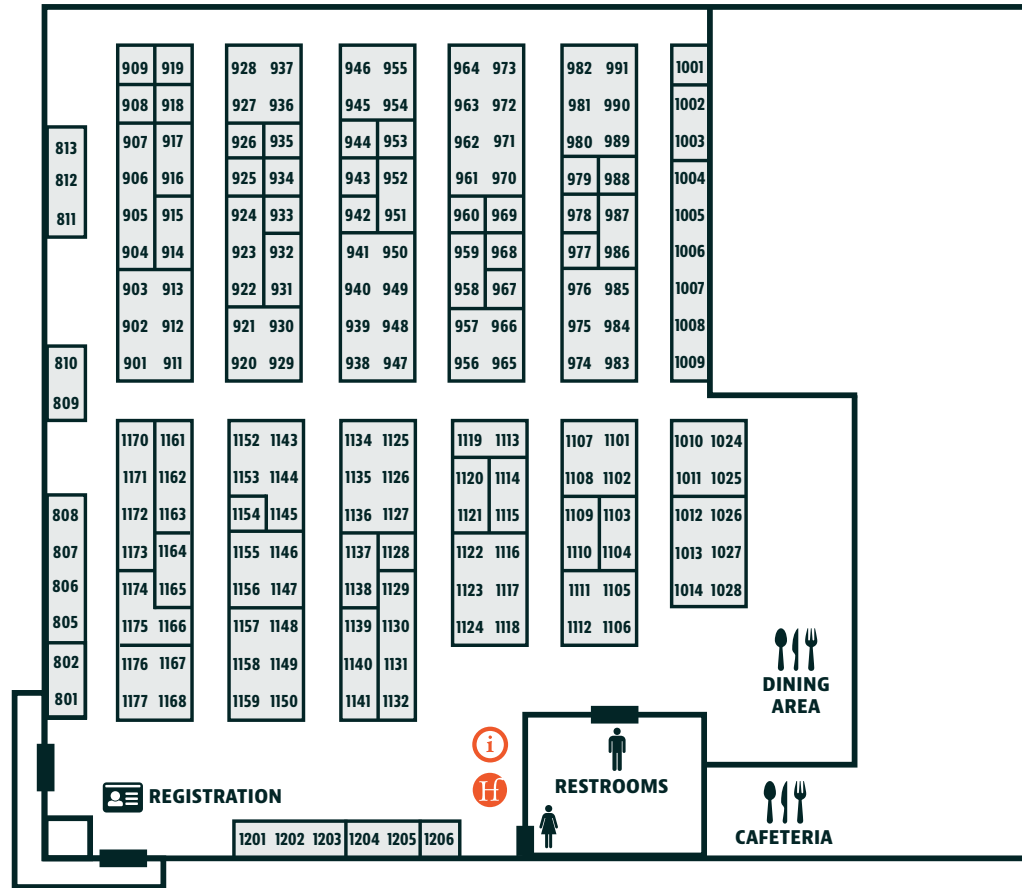 909 919 928 937 946 955 964 973 982 991 1001
908 918 927 936 945 954 963 972 981 990 1002
813 907 917 926 935 944 953 962 971 980 989 1003
812 906 916 925 934 943 952 961 970 979 988 1004
811 905 915 924 933 942 951 960 969 978 987 1005
904 914 923 932 941 950 959 968 977 986 1006
903 913 922 931 940 949 958 967 976 985 1007
902 912 921 930 939 948 957 966 975 984 1008
810 901 911 920 929 938 947 956 965 974 983 1009
809
1170 1161 1152 1143 1134 1125 1119 1113 1107 1101 1010 1024
1171 1162 1153 1144 1135 1126 1120 1114 1108 1102 1011 1025
808 1172 1163 1154 1145 1136 1127 1121 1115 1109 1103 1012 1026
807 1173 1164 1155 1146 1137 1128 1122 1116 1110 1104 1013 1027
806 1174 1165 1156 1147 1138 1129 1123 1117 1111 1105 1014 1028
805 1175 1166 1157 1148 1139 1130 1124 1118 1112 1106
802 1176 1167 1158 1149 1140 1131
801 1177 1168 1159 1150 1141 1132
DINING
AREA
i
H
RESTROOMS
REGISTRATION
CAFETERIA
1201 1202 1203 1204 1205 1206